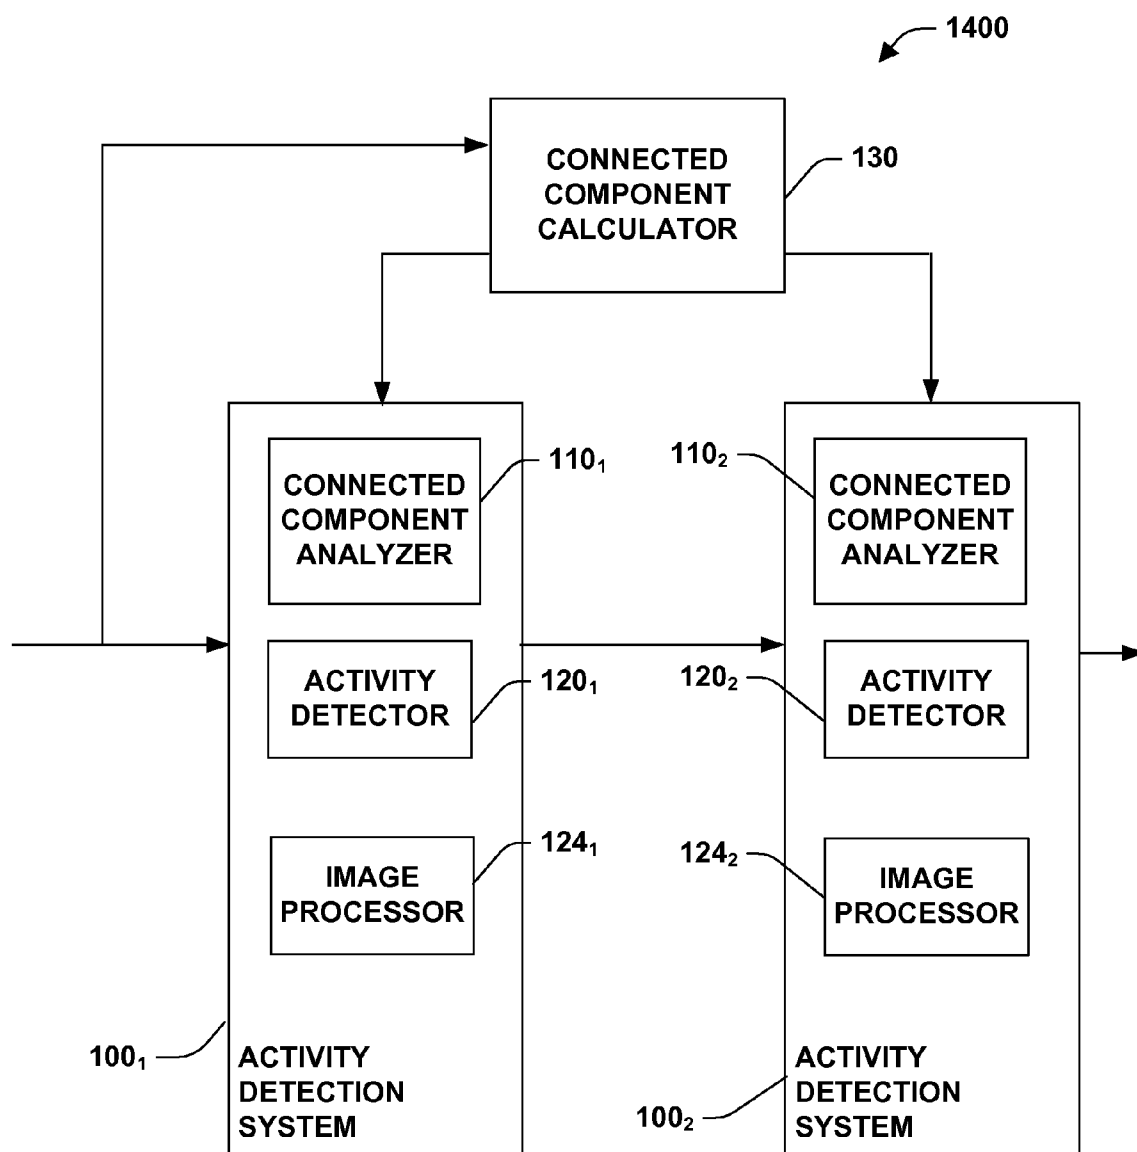 1400
CONNECTED
COMPONENT
CALCULATOR
130
CONNECTED
COMPONENT
ANALYZER
110₁
110₂
CONNECTED
COMPONENT
ANALYZER
ACTIVITY
DETECTOR
120₁
120₂
ACTIVITY
DETECTOR
IMAGE
PROCESSOR
124₁
124₂
IMAGE
PROCESSOR
100₁
ACTIVITY
DETECTION
SYSTEM
100₂
ACTIVITY
DETECTION
SYSTEM